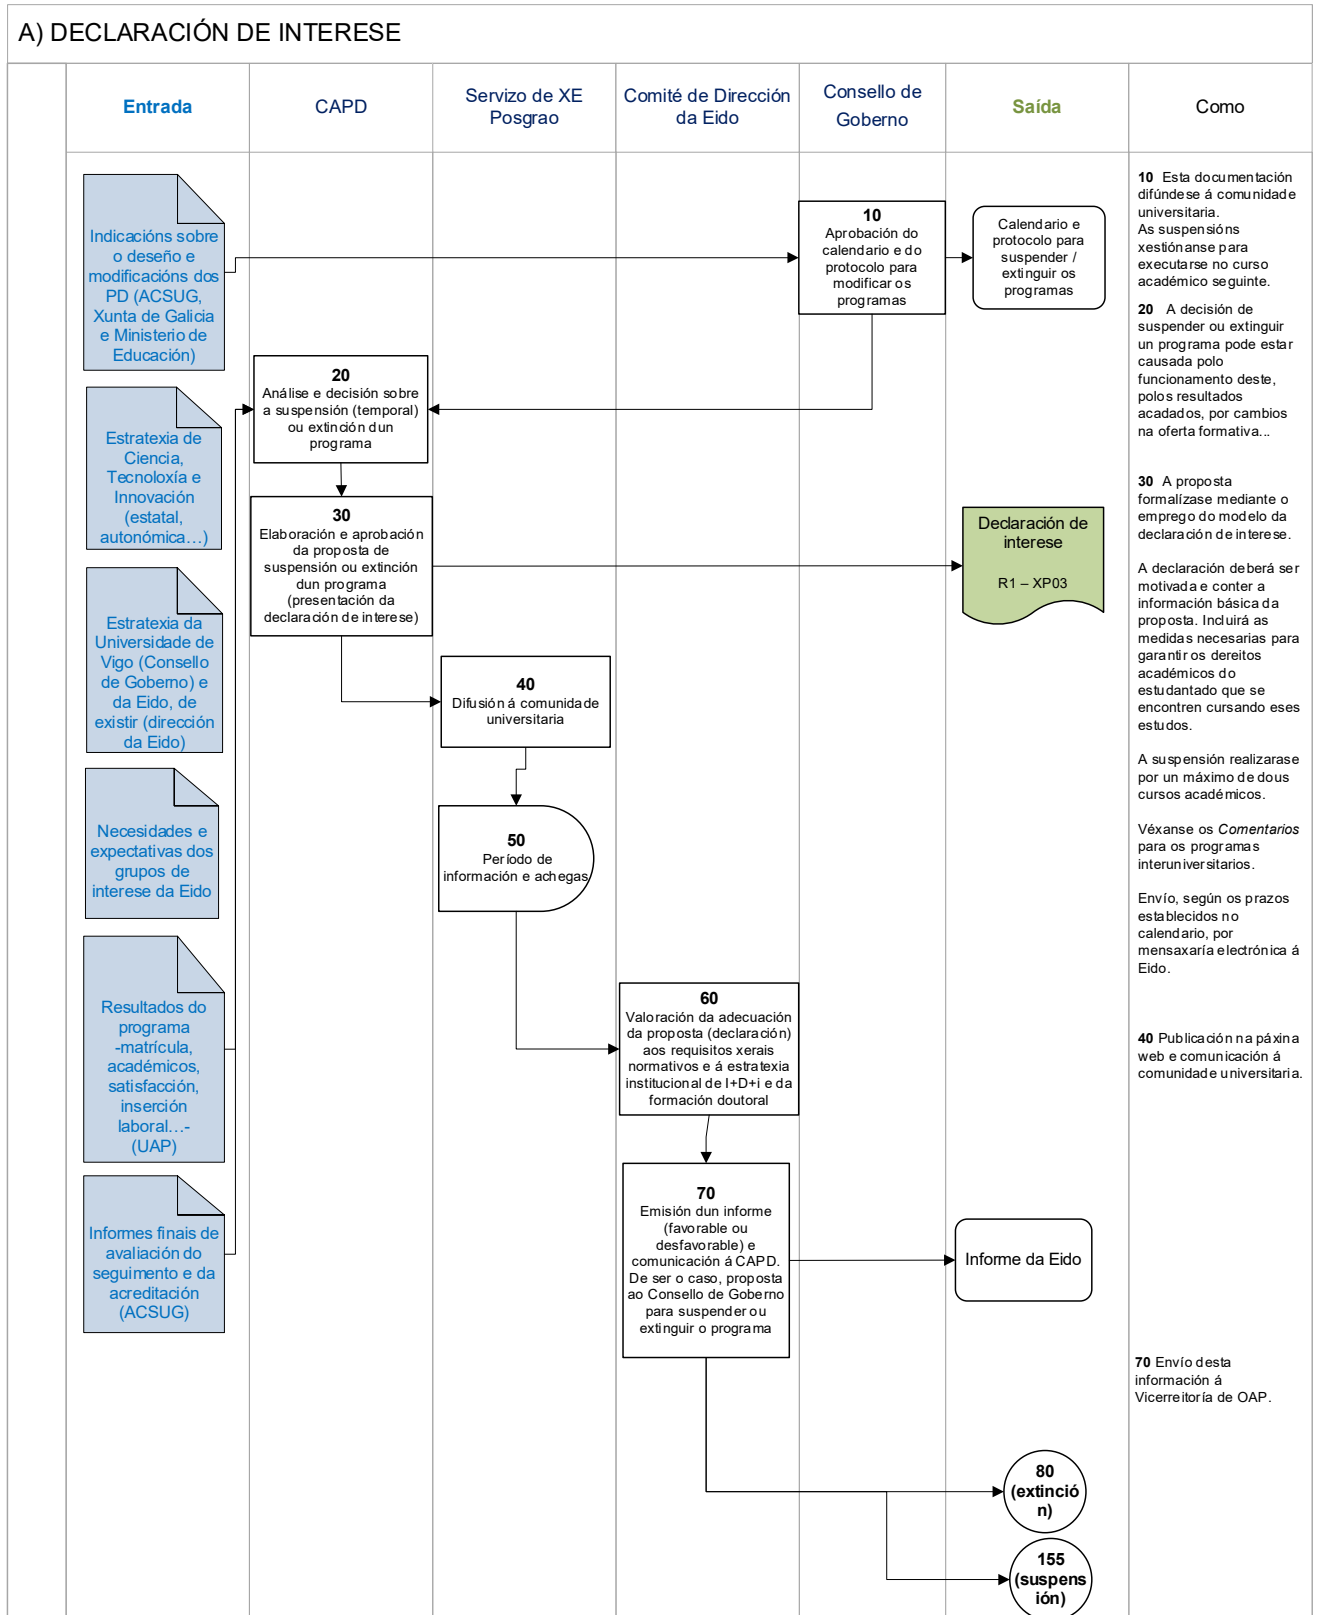 A) DECLARACIÓN DE INTERESE
Entrada
CAPD
Servizo de XE
Posgrao
Comité de Dirección
da Eido
Consello de
Goberno
Saída
Como
Indicacións sobre
o deseño e
modificacións dos
PD (ACSUG,
Xunta de Galicia
e Ministerio de
Educación)
Estratexia de
Ciencia,
Tecnoloxía e
Innovación
(estatal,
autonómica…)
Estratexia da
Universidade de
Vigo (Consello
de Goberno) e
da Eido, de
existir (dirección
da Eido)
Necesidades e
expectativas dos
grupos de
interese da Eido
Resultados do
programa
-matrícula,
académicos,
satisfacción,
inserción
laboral…-
(UAP)
Informes finais de
avaliación do
seguimento e da
acreditación
(ACSUG)
10
Aprobación do
calendario e do
protocolo para
modificar os
programas
Calendario e
protocolo para
suspender /
extinguir os
programas
20
Análise e decisión sobre
a suspensión (temporal)
ou extinción dun
programa
30
Elaboración e aprobación
da proposta de
suspensión ou extinción
dun programa
(presentación da
declaración de interese)
Declaración de
interese
R1 – XP03
40
Difusión á comunidade
universitaria
50
Período de
información e achegas
60
Valoración da adecuación
da proposta (declaración)
aos requisitos xerais
normativos e á estratexia
institucional de I+D+i e da
formación doutoral
70
Emisión dun informe
(favorable ou
desfavorable) e
comunicación á CAPD.
De ser o caso, proposta
ao Consello de Goberno
para suspender ou
extinguir o programa
Informe da Eido
80
(extinció
n)
155
(suspens
ión)
10 Esta documentación
difúndese á comunidade
universitaria.
As suspensións
xestiónanse para
executarse no curso
académico seguinte.
20 A decisión de
suspender ou extinguir
un programa pode estar
causada polo
funcionamento deste,
polos resultados
acadados, por cambios
na oferta formativa...
30 A proposta
formalízase mediante o
emprego do modelo da
declaración de interese.
A declaración deberá ser
motivada e conter a
información básica da
proposta. Incluirá as
medidas necesarias para
garantir os dereitos
académicos do
estudantado que se
encontren cursando eses
estudos.
A suspensión realizarase
por un máximo de dous
cursos académicos.
Véxanse os Comentarios
para os programas
interuniversitarios.
Envío, según os prazos
establecidos no
calendario, por
mensaxaría electrónica á
Eido.
40 Publicación na páxina
web e comunicación á
comunidade universitaria.
70 Envío desta
información á
Vicerreitoría de OAP.